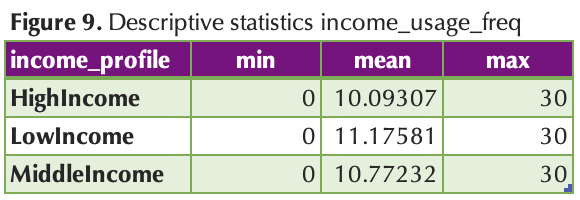 Figure 9. Descriptive statistics income_usage_freq
income_profile min mean max
HighIncome 0 10.09307 30
LowIncome 0 11.17581 30
MiddleIncome 0 10.77232 30